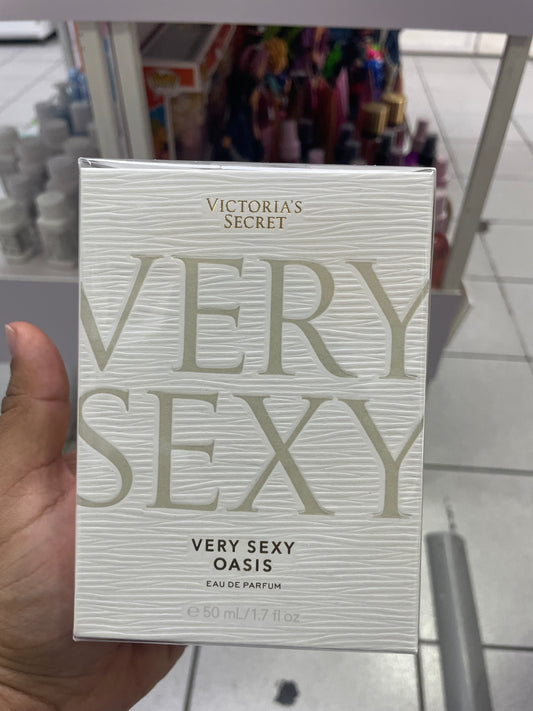 VICTORIA'S
SECRET
VERY
SEXY
VERY SEXY
OASIS
EAU DE PARFUM
℮ 50 mL/1.7 fl oz